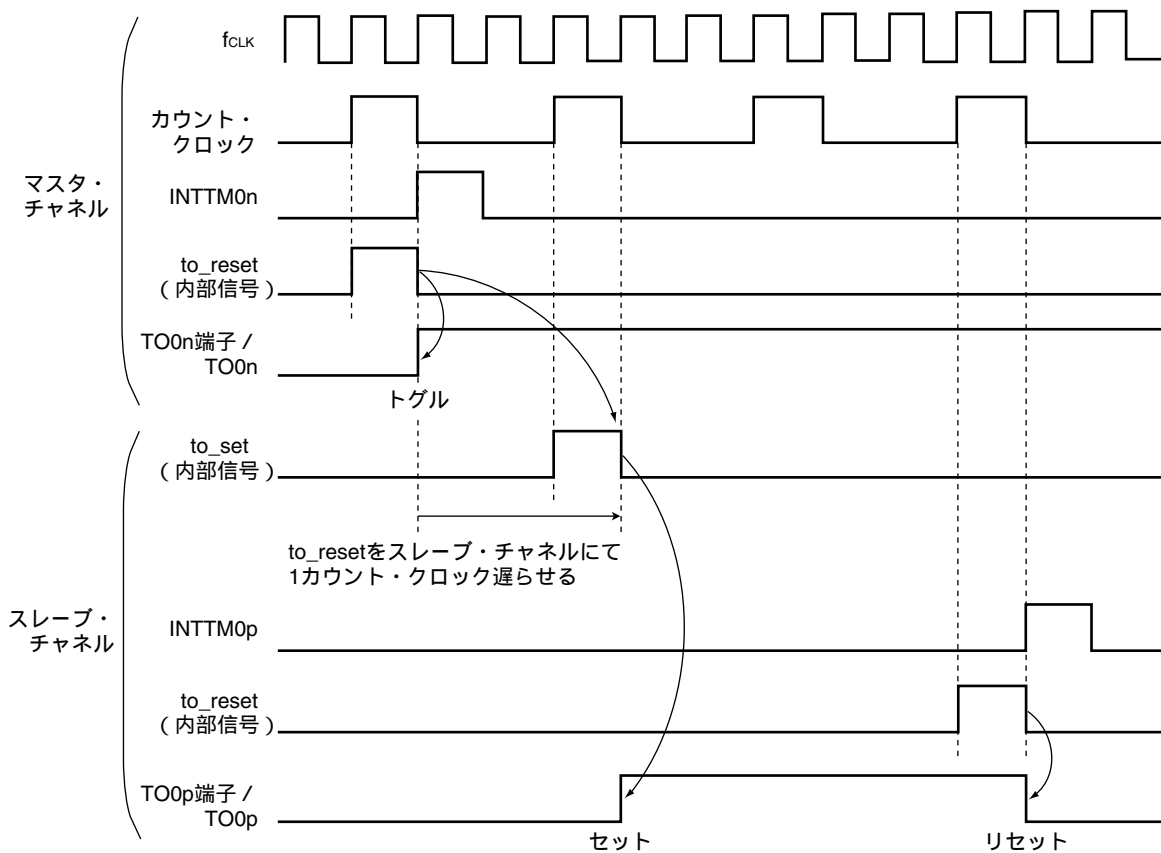 fCLK
カウント・
クロック
マスタ・
チャネル
INTTM0n
to_reset
(内部信号)
TO0n端子/
TO0n
トグル
to_set
(内部信号)
to_resetをスレーブ・チャネルにて
1カウント・クロック遅らせる
スレーブ・
チャネル
INTTM0p
to_reset
(内部信号)
TO0p端子/
TO0p
セット
リセット